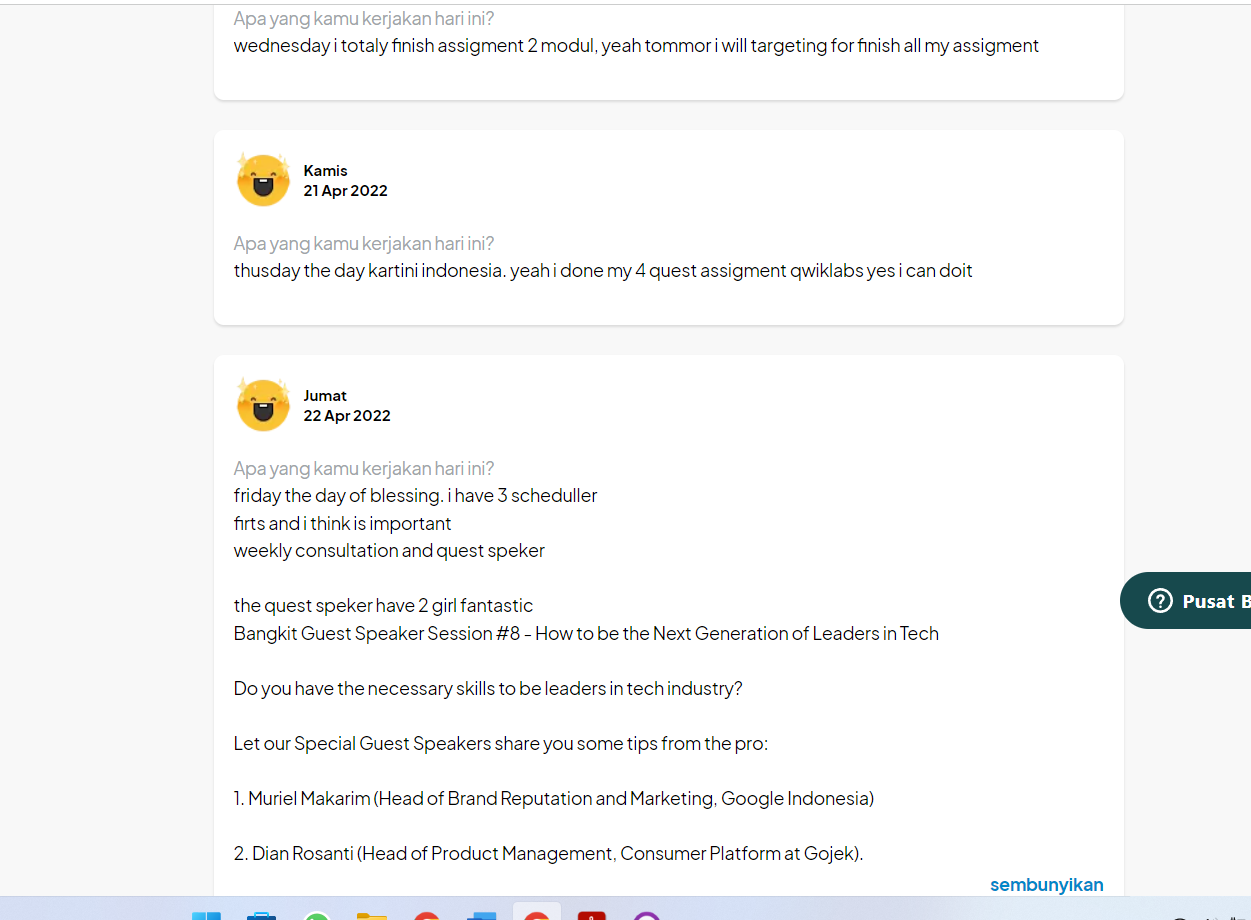 Apa yang kamu kerjakan hari ini?
wednesday i totaly finish assigment 2 modul, yeah tommor i will targeting for finish all my assigment
Kamis
21 Apr 2022
Apa yang kamu kerjakan hari ini?
thusday the day kartini indonesia. yeah i done my 4 quest assigment qwiklabs yes i can doit
Jumat
22 Apr 2022
Apa yang kamu kerjakan hari ini?
friday the day of blessing. i have 3 scheduller
firts and i think is important
weekly consultation and quest speker
the quest speker have 2 girl fantastic
Bangkit Guest Speaker Session #8 - How to be the Next Generation of Leaders in Tech
Do you have the necessary skills to be leaders in tech industry?
Let our Special Guest Speakers share you some tips from the pro:
1. Muriel Makarim (Head of Brand Reputation and Marketing, Google Indonesia)
2. Dian Rosanti (Head of Product Management, Consumer Platform at Gojek).
sembunyikan
Pusat B